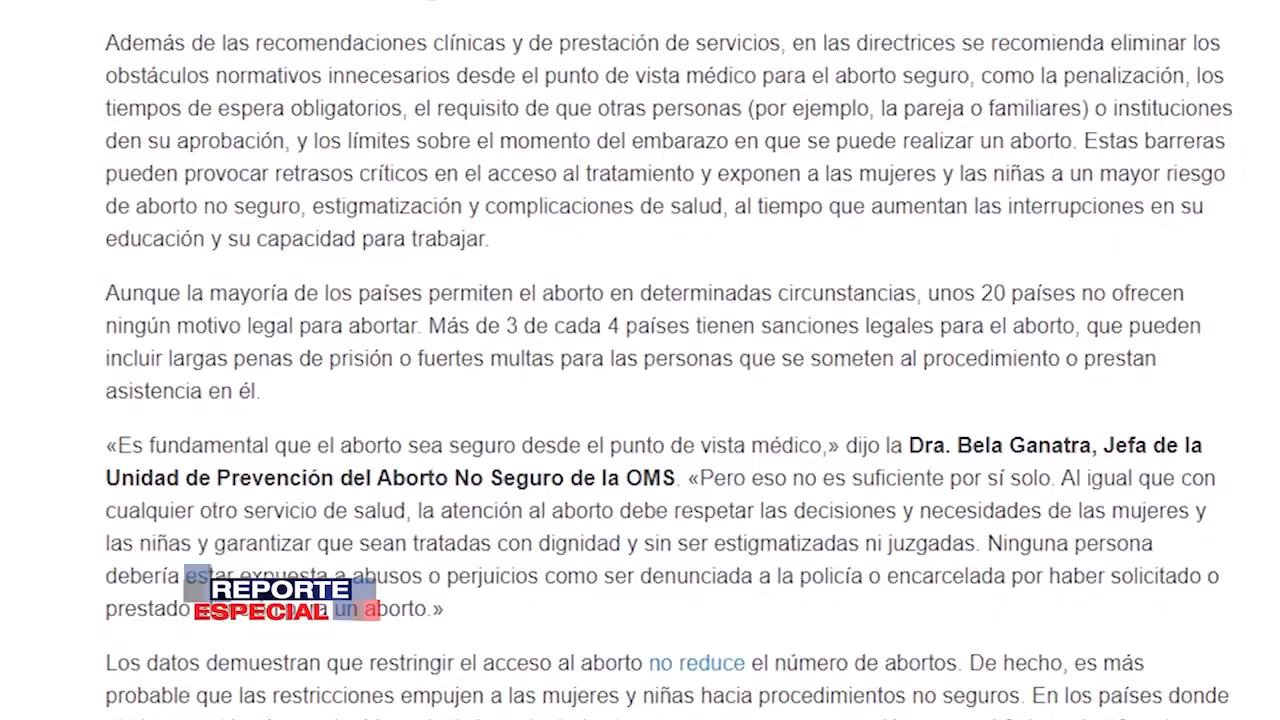 Además de las recomendaciones clínicas y de prestación de servicios, en las directrices se recomienda eliminar los
obstáculos normativos innecesarios desde el punto de vista médico para el aborto seguro, como la penalización, los
tiempos de espera obligatorios, el requisito de que otras personas (por ejemplo, la pareja o familiares) o instituciones
den su aprobación, y los límites sobre el momento del embarazo en que se puede realizar un aborto. Estas barreras
pueden provocar retrasos críticos en el acceso al tratamiento y exponen a las mujeres y las niñas a un mayor riesgo
de aborto no seguro, estigmatización y complicaciones de salud, al tiempo que aumentan las interrupciones en su
educación y su capacidad para trabajar.
Aunque la mayoría de los países permiten el aborto en determinadas circunstancias, unos 20 países no ofrecen
ningún motivo legal para abortar. Más de 3 de cada 4 países tienen sanciones legales para el aborto, que pueden
incluir largas penas de prisión o fuertes multas para las personas que se someten al procedimiento o prestan
asistencia en él.
«Es fundamental que el aborto sea seguro desde el punto de vista médico,» dijo la Dra. Bela Ganatra, Jefa de la
Unidad de Prevención del Aborto No Seguro de la OMS. «Pero eso no es suficiente por sí solo. Al igual que con
cualquier otro servicio de salud, la atención al aborto debe respetar las decisiones y necesidades de las mujeres y
las niñas y garantizar que sean tratadas con dignidad y sin ser estigmatizadas ni juzgadas. Ninguna persona
debería estar expuesta a abusos o perjuicios como ser denunciada a la policía o encarcelada por haber solicitado o
prestado un aborto.»
REPORTE
ESPECIAL
Los datos demuestran que restringir el acceso al aborto no reduce el número de abortos. De hecho, es más
probable que las restricciones empujen a las mujeres y niñas hacia procedimientos no seguros. En los países donde